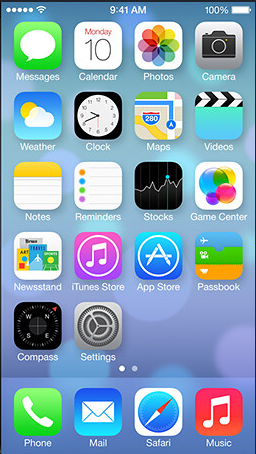 9:41 AM 100%
Monday
10
Messages Calendar Photos Camera
280
Weather Clock Maps Videos
Notes Reminders Stocks Game Center
Newsstand iTunes Store App Store Passbook
N
W E
S
Compass Settings
Phone Mail Safari Music